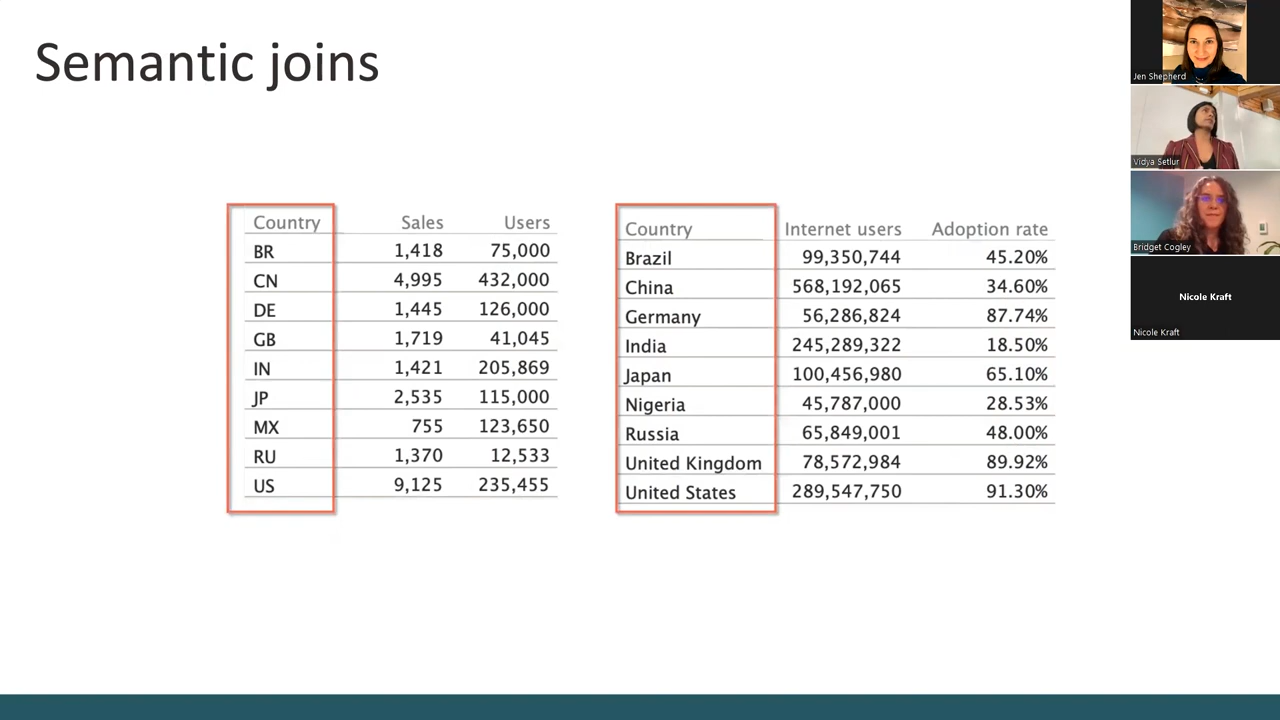 Semantic joins
Country Sales Users
BR 1,418 75,000
CN 4,995 432,000
DE 1,445 126,000
GB 1,719 41,045
IN 1,421 205,869
JP 2,535 115,000
MX 755 123,650
RU 1,370 12,533
US 9,125 235,455
Country Internet users Adoption rate
Brazil 99,350,744 45.20%
China 568,192,065 34.60%
Germany 56,286,824 87.74%
India 245,289,322 18.50%
Japan 100,456,980 65.10%
Nigeria 45,787,000 28.53%
Russia 65,849,001 48.00%
United Kingdom 78,572,984 89.92%
United States 289,547,750 91.30%
Jen Shepherd
Vidya Setlur
Bridget Cogley
Nicole Kraft
Nicole Kraft